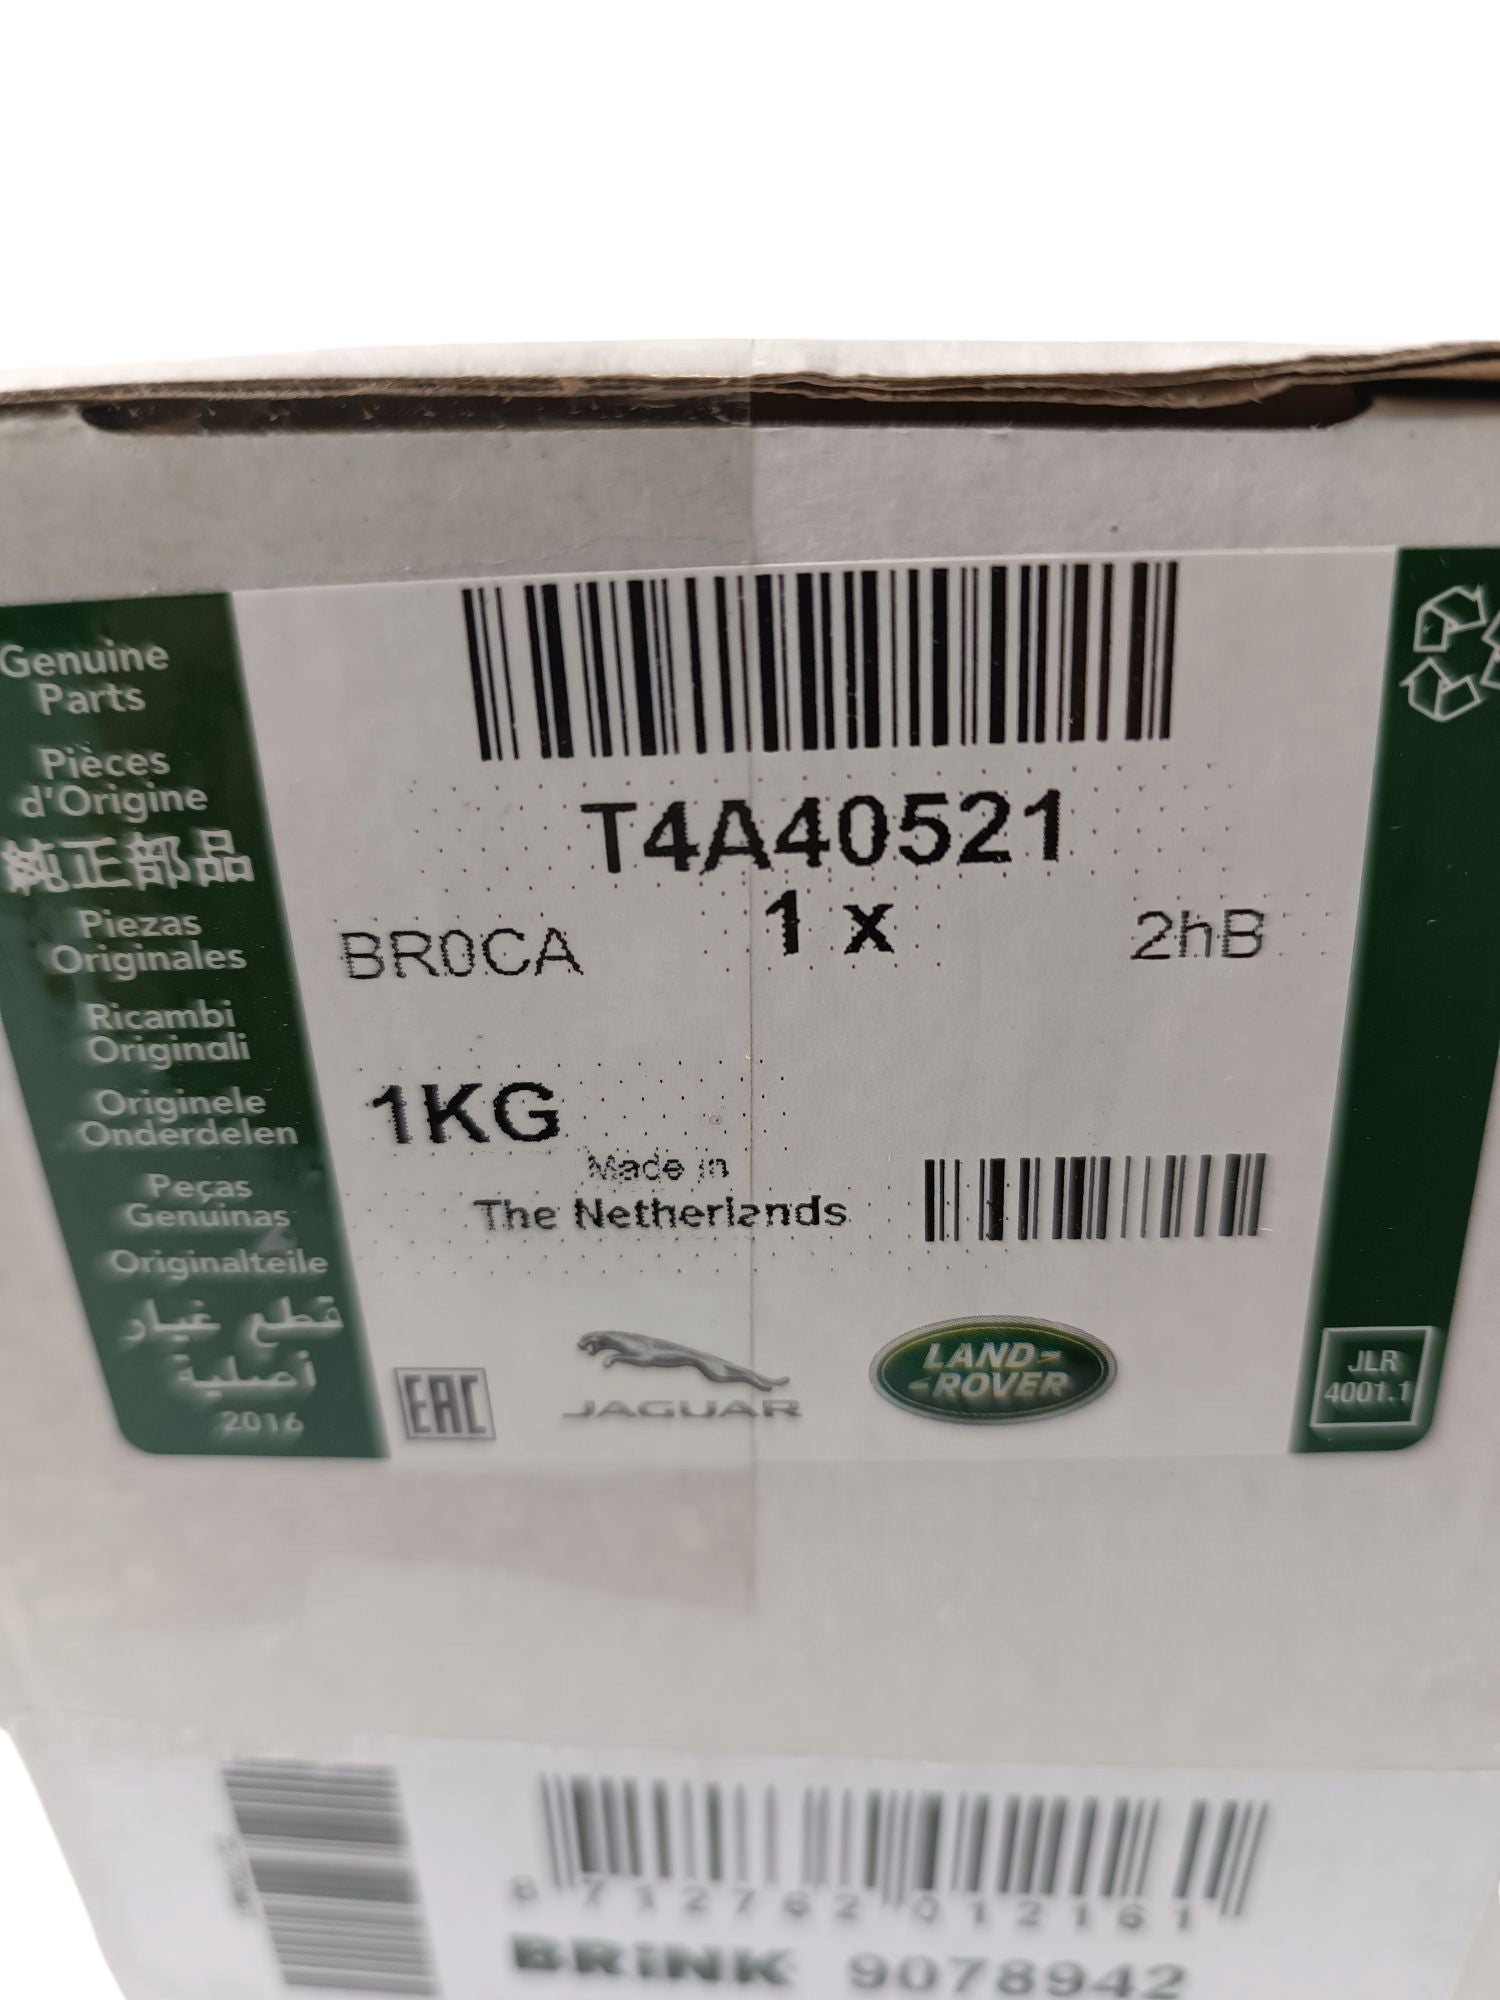 Genuine
Parts
Pièces
d'Origine
純正部品
Piezas
Originales
Ricambi
Originali
Originele
Onderdelen
Peças
Genuinas
Originalteile
قطع غيار
أصلية
2016
T4A40521
1 x
BR0CA
2hB
1KG
Made in
The Netherlands
EAC
JAGUAR
LAND-
-ROVER
JLR
4001.1
8 712762 012161
BRINK 9078942